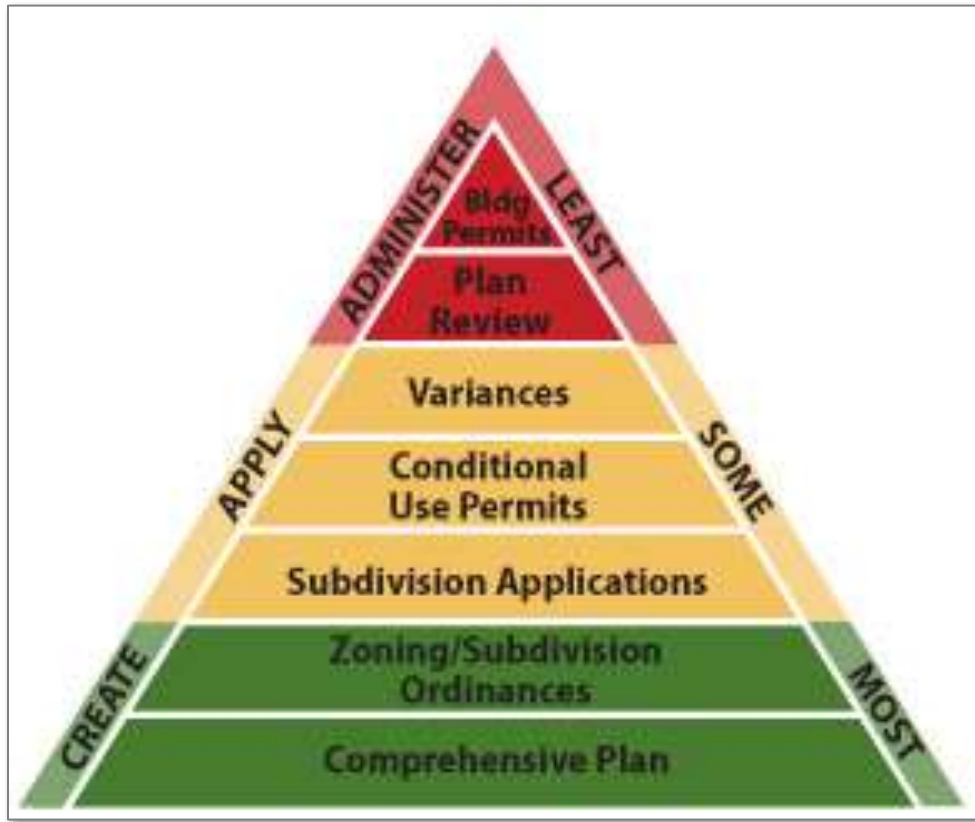 ADMINISTER
LEAST
Bldg
Permits
Plan
Review
APPLY
SOME
Variances
Conditional
Use Permits
Subdivision Applications
CREATE
MOST
Zoning/Subdivision
Ordinances
Comprehensive Plan